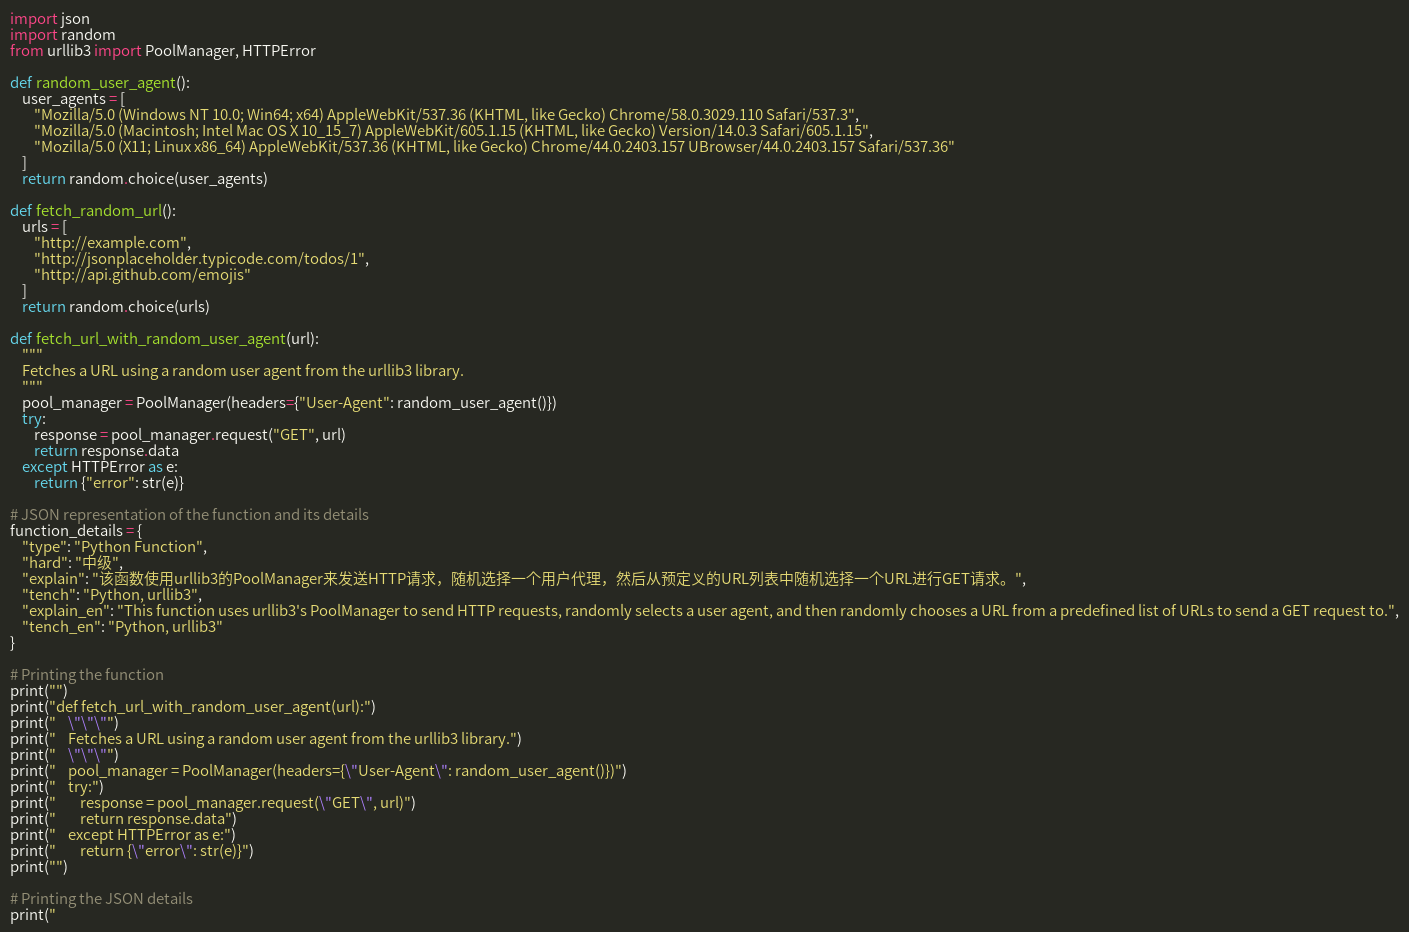 import json
import random
from urllib3 import PoolManager, HTTPError

def random_user_agent():
    user_agents = [
        "Mozilla/5.0 (Windows NT 10.0; Win64; x64) AppleWebKit/537.36 (KHTML, like Gecko) Chrome/58.0.3029.110 Safari/537.3",
        "Mozilla/5.0 (Macintosh; Intel Mac OS X 10_15_7) AppleWebKit/605.1.15 (KHTML, like Gecko) Version/14.0.3 Safari/605.1.15",
        "Mozilla/5.0 (X11; Linux x86_64) AppleWebKit/537.36 (KHTML, like Gecko) Chrome/44.0.2403.157 UBrowser/44.0.2403.157 Safari/537.36"
    ]
    return random.choice(user_agents)

def fetch_random_url():
    urls = [
        "http://example.com",
        "http://jsonplaceholder.typicode.com/todos/1",
        "http://api.github.com/emojis"
    ]
    return random.choice(urls)

def fetch_url_with_random_user_agent(url):
    """
    Fetches a URL using a random user agent from the urllib3 library.
    """
    pool_manager = PoolManager(headers={"User-Agent": random_user_agent()})
    try:
        response = pool_manager.request("GET", url)
        return response.data
    except HTTPError as e:
        return {"error": str(e)}

# JSON representation of the function and its details
function_details = {
    "type": "Python Function",
    "hard": "中级",
    "explain": "该函数使用urllib3的PoolManager来发送HTTP请求，随机选择一个用户代理，然后从预定义的URL列表中随机选择一个URL进行GET请求。",
    "tench": "Python, urllib3",
    "explain_en": "This function uses urllib3's PoolManager to send HTTP requests, randomly selects a user agent, and then randomly chooses a URL from a predefined list of URLs to send a GET request to.",
    "tench_en": "Python, urllib3"
}

# Printing the function
print("")
print("def fetch_url_with_random_user_agent(url):")
print("    \"\"\"")
print("    Fetches a URL using a random user agent from the urllib3 library.")
print("    \"\"\"")
print("    pool_manager = PoolManager(headers={\"User-Agent\": random_user_agent()})")
print("    try:")
print("        response = pool_manager.request(\"GET\", url)")
print("        return response.data")
print("    except HTTPError as e:")
print("        return {\"error\": str(e)}")
print("")

# Printing the JSON details
print("